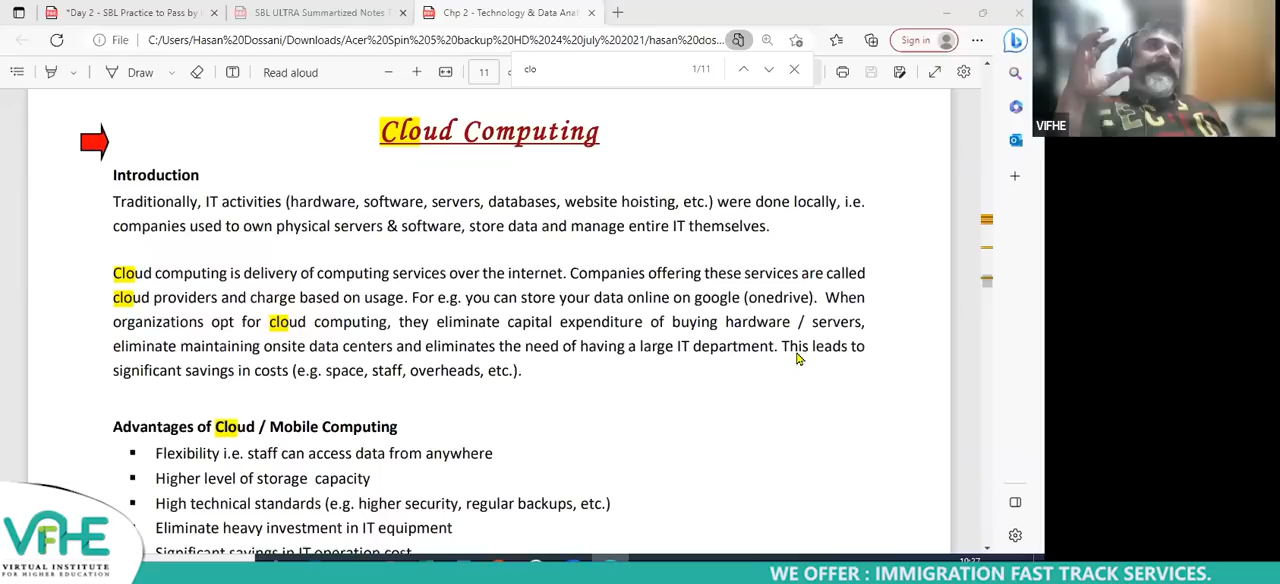 *Day 2 - SBL Practice to Pass by
SBL ULTRA Summartized Notes
Chp 2 - Technology & Data Anal
File
C:/Users/Hasan%20Dossani/Downloads/Acer%20Spin%205%20backup%20HD%2024%20july%202021/hasan%20dos...
Sign in
Draw
Read aloud
11
clo
1/11
VIFHE
Cloud Computing
Introduction
Traditionally, IT activities (hardware, software, servers, databases, website hoisting, etc.) were done locally, i.e.
companies used to own physical servers & software, store data and manage entire IT themselves.
Cloud computing is delivery of computing services over the internet. Companies offering these services are called
cloud providers and charge based on usage. For e.g. you can store your data online on google (onedrive). When
organizations opt for cloud computing, they eliminate capital expenditure of buying hardware / servers,
eliminate maintaining onsite data centers and eliminates the need of having a large IT department. This leads to
significant savings in costs (e.g. space, staff, overheads, etc.).
Advantages of Cloud / Mobile Computing
▪ Flexibility i.e. staff can access data from anywhere
▪ Higher level of storage capacity
▪ High technical standards (e.g. higher security, regular backups, etc.)
Eliminate heavy investment in IT equipment
Significant savings in IT operation cost
VIFHE
VIRTUAL INSTITUTE
FOR HIGHER EDUCATION
WE OFFER : IMMIGRATION FAST TRACK SERVICES.